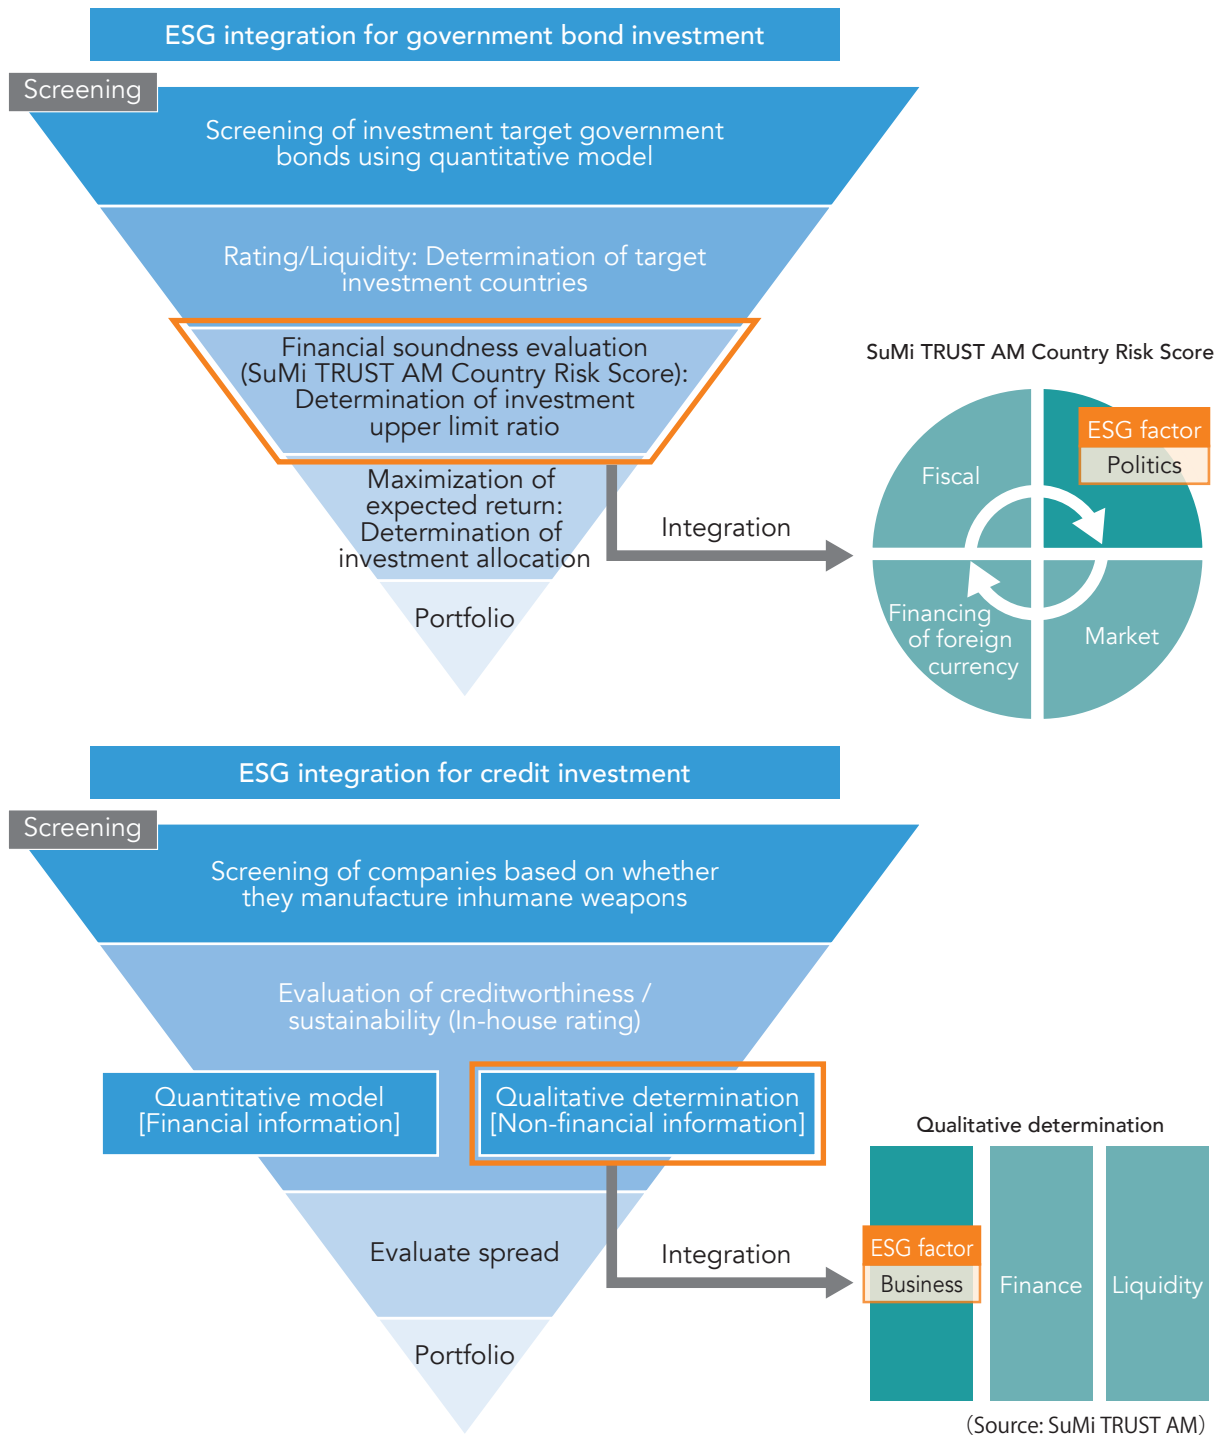 ESG integration for government bond investment
Screening
Screening of investment target government
bonds using quantitative model
Rating/Liquidity: Determination of target
investment countries
Financial soundness evaluation
(SuMi TRUST AM Country Risk Score):
Determination of investment
upper limit ratio
Maximization of
expected return:
Determination of
investment allocation
Portfolio
Integration
SuMi TRUST AM Country Risk Score
Fiscal
ESG factor
Politics
Financing
of foreign
currency
Market
ESG integration for credit investment
Screening
Screening of companies based on whether
they manufacture inhumane weapons
Evaluation of creditworthiness /
sustainability (In-house rating)
Quantitative model
[Financial information]
Qualitative determination
[Non-financial information]
Evaluate spread
Portfolio
Integration
Qualitative determination
ESG factor
Business
Finance
Liquidity
(Source: SuMi TRUST AM)